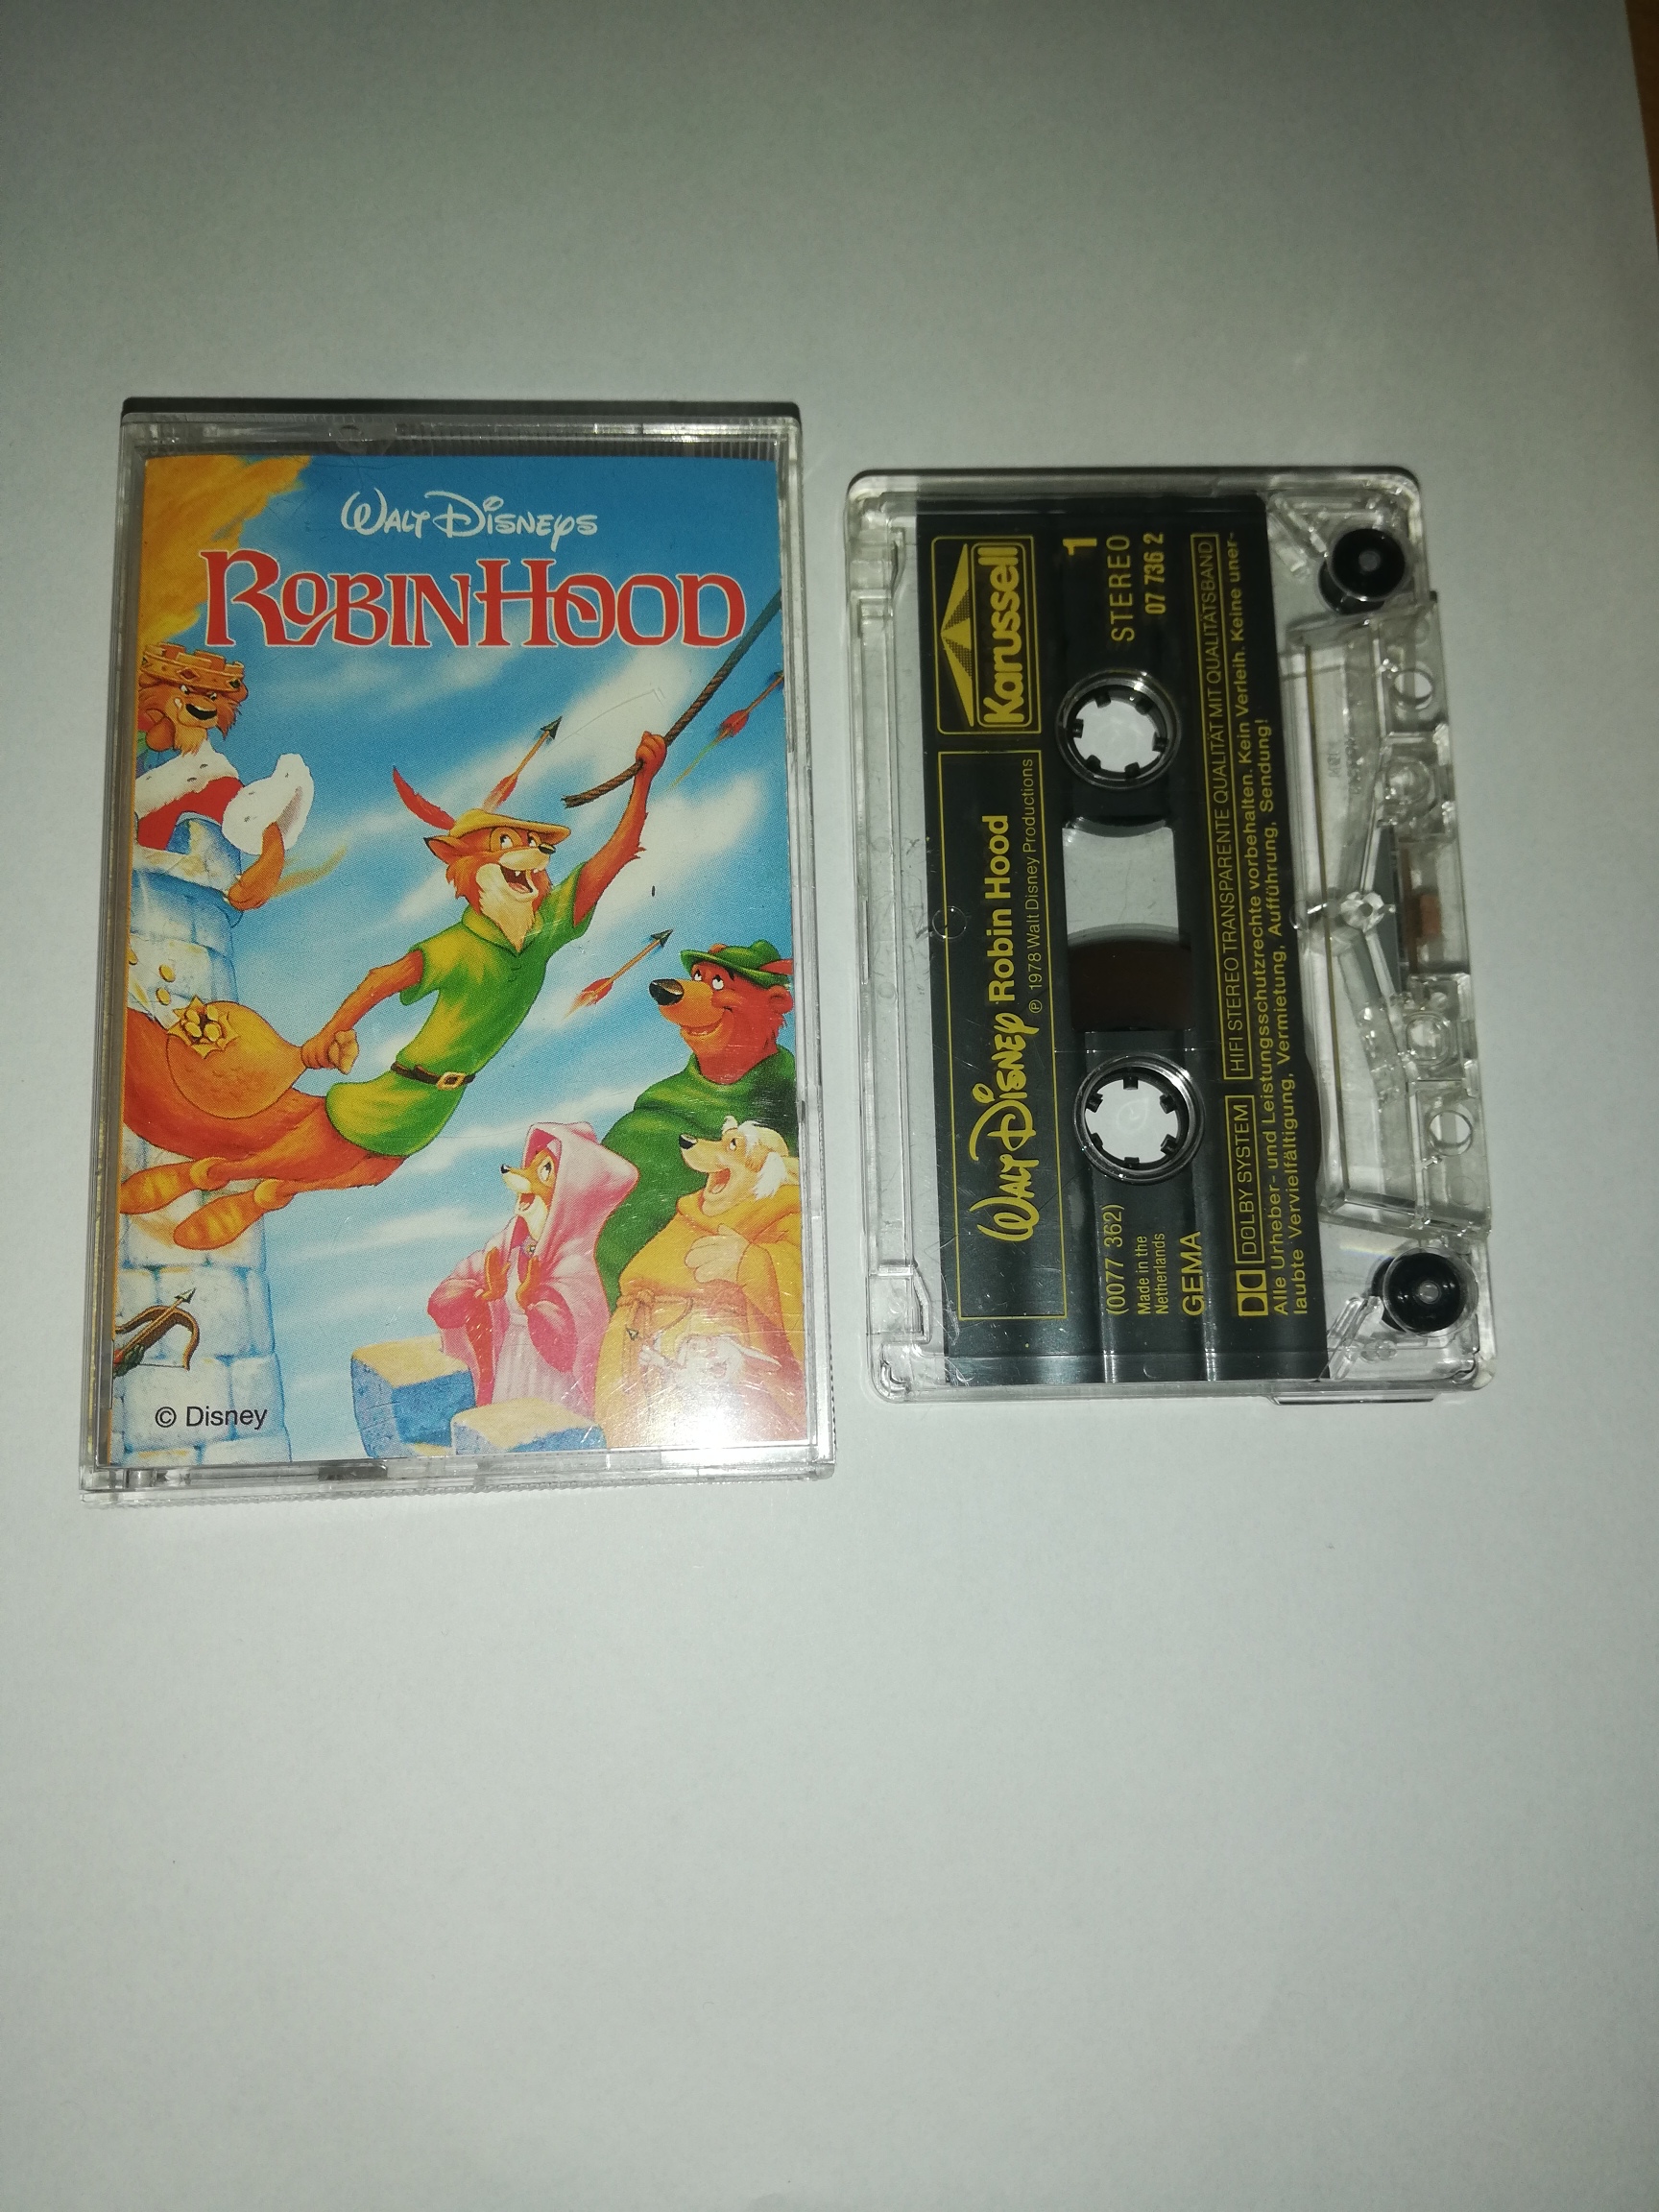 Walt Disneys
ROBIN HOOD
© Disney
Karussell
Walt Disney Robin Hood
℗ 1978 Walt Disney Productions
1
STEREO
07 736 2
(0077 362)
Made in the
Netherlands
GEMA
DOLBY SYSTEM HIFI STEREO TRANSPARENTE QUALITÄT MIT QUALITÄTSBAND
Alle Urheber- und Leistungsschutzrechte vorbehalten. Kein Verleih. Keine uner-
laubte Vervielfältigung, Vermietung, Aufführung, Sendung!